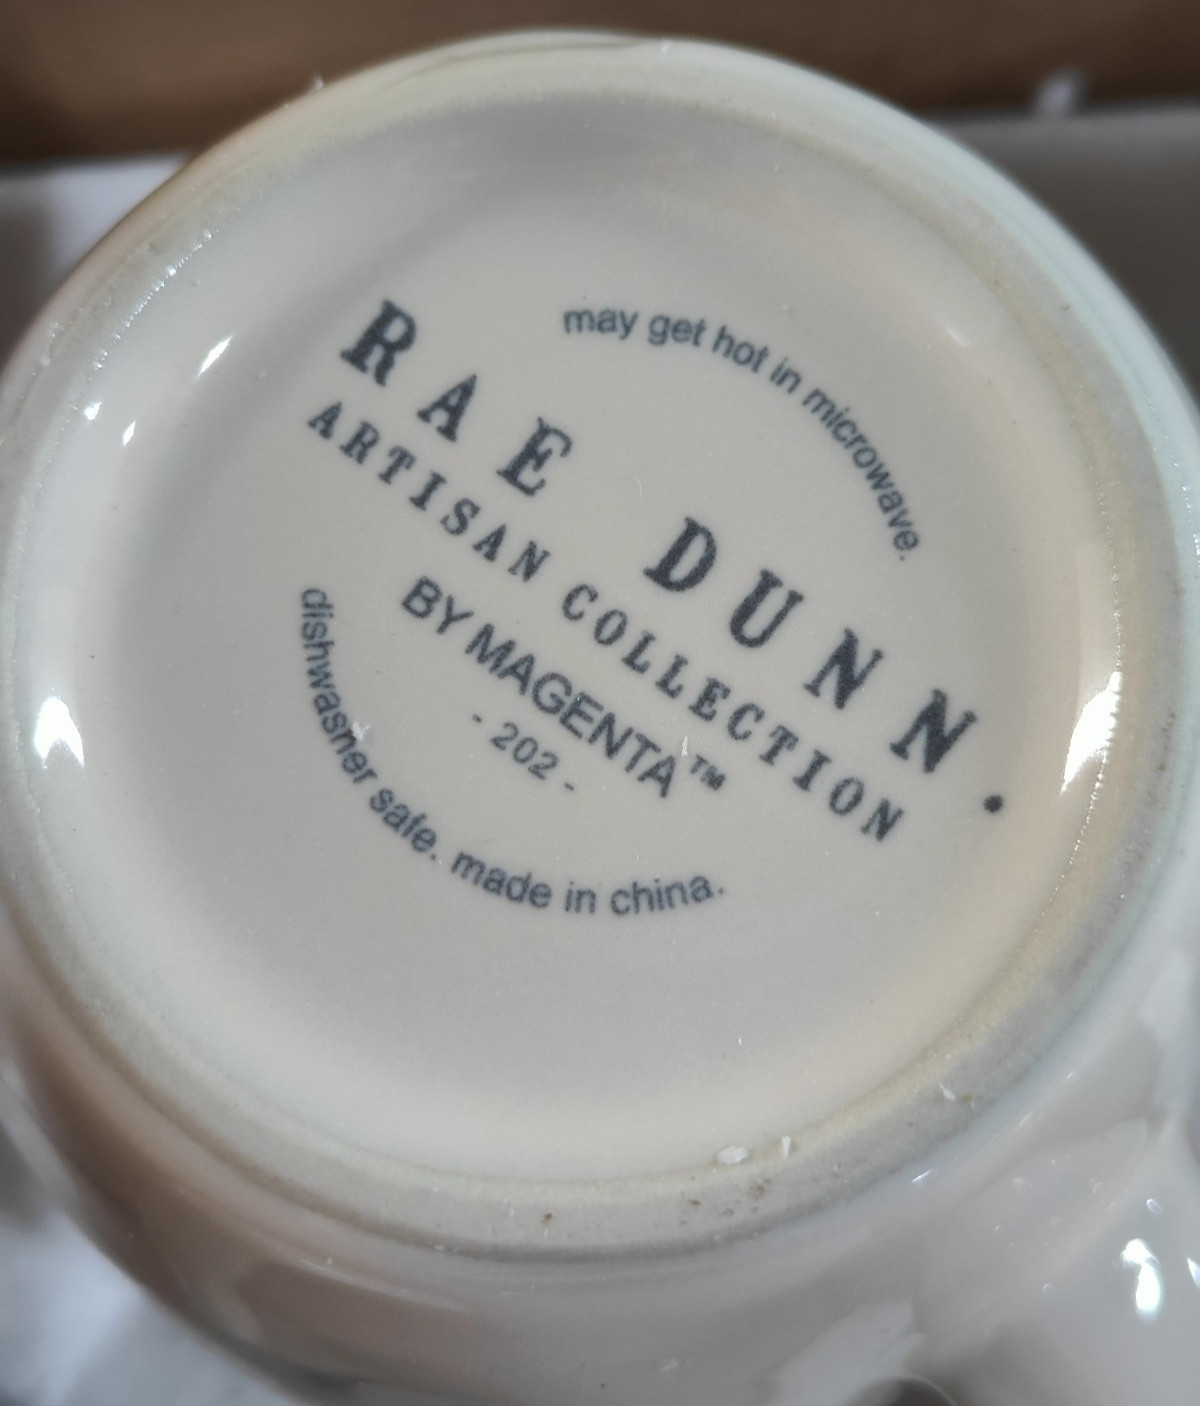 may get hot in microwave.
RAE DUNN.
ARTISAN COLLECTION
BY MAGENTA™
- 202 -
dishwasher safe. made in china.